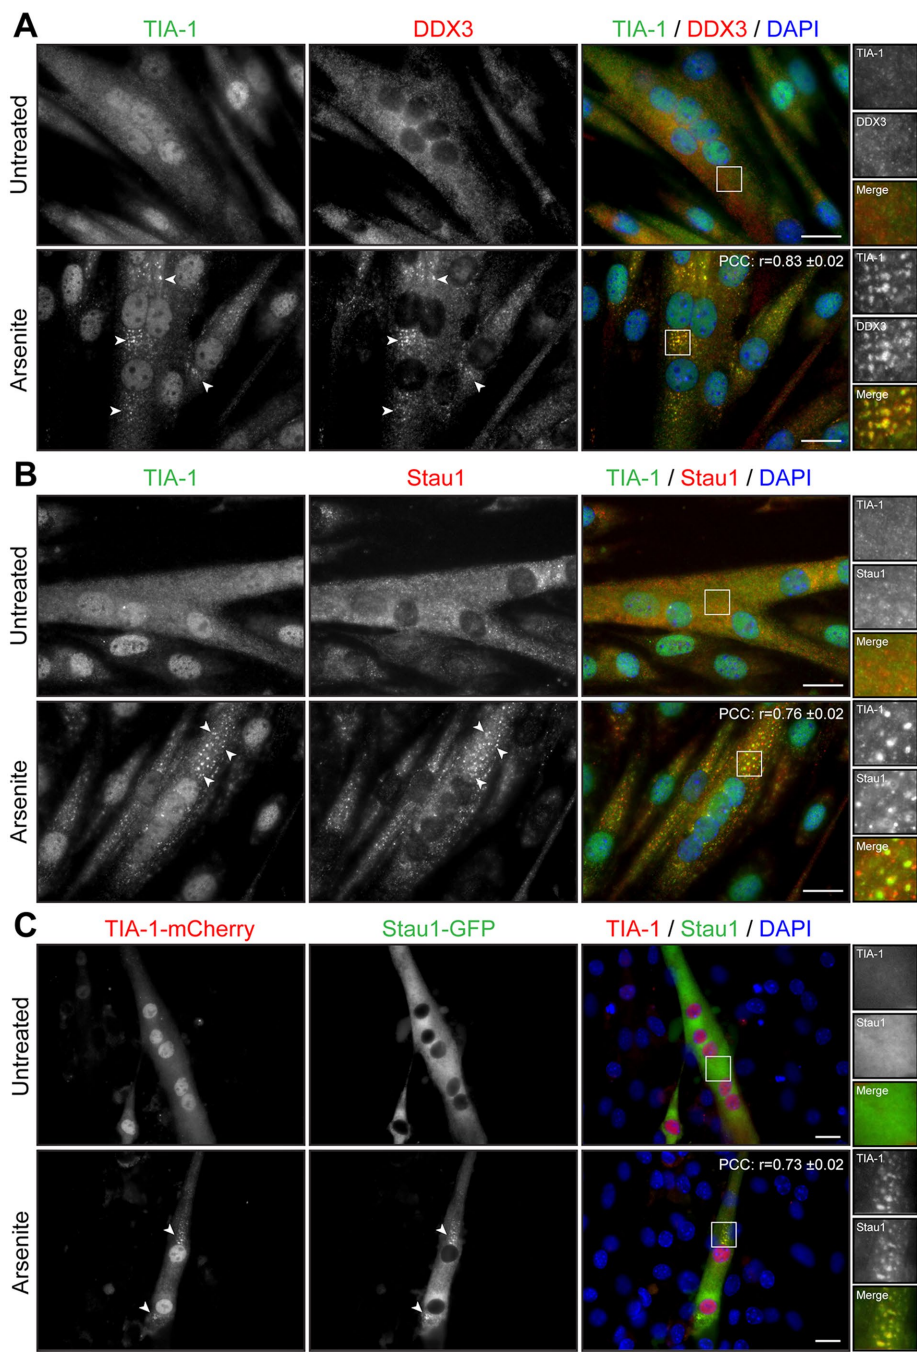 A
TIA-1 DDX3 TIA-1 / DDX3 / DAPI
Untreated
TIA-1
DDX3
Merge
Arsenite
PCC: r=0.83 ±0.02
TIA-1
DDX3
Merge
B
TIA-1 Stau1 TIA-1 / Stau1 / DAPI
Untreated
TIA-1
Stau1
Merge
Arsenite
PCC: r=0.76 ±0.02
TIA-1
Stau1
Merge
C
TIA-1-mCherry Stau1-GFP TIA-1 / Stau1 / DAPI
Untreated
TIA-1
Stau1
Merge
Arsenite
PCC: r=0.73 ±0.02
TIA-1
Stau1
Merge